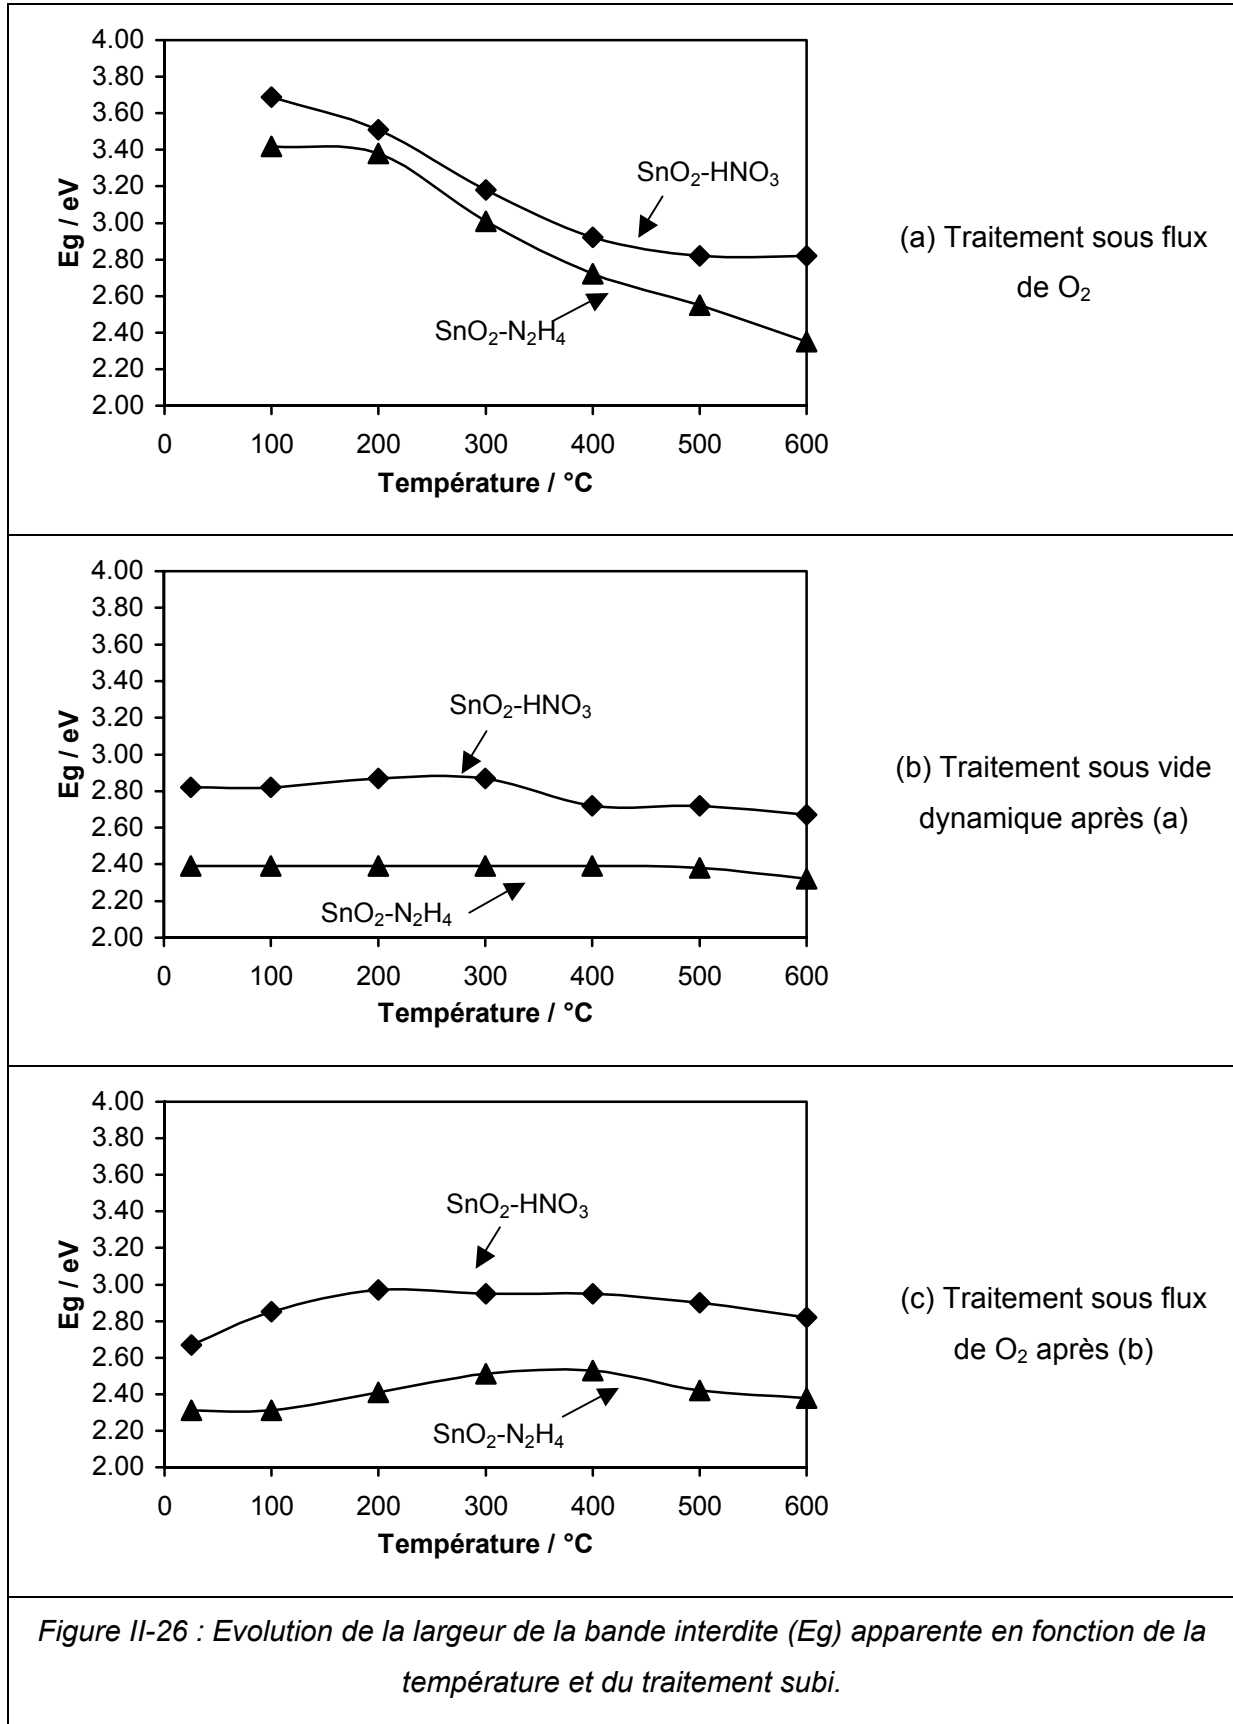 4.00
3.80
3.60
3.40
3.20
3.00
2.80
2.60
2.40
2.20
2.00
Eg / eV
SnO₂-HNO₃
SnO₂-N₂H₄
0 100 200 300 400 500 600
Température / °C
(a) Traitement sous flux
de O₂
4.00
3.80
3.60
3.40
3.20
3.00
2.80
2.60
2.40
2.20
2.00
Eg / eV
SnO₂-HNO₃
SnO₂-N₂H₄
0 100 200 300 400 500 600
Température / °C
(b) Traitement sous vide
dynamique après (a)
4.00
3.80
3.60
3.40
3.20
3.00
2.80
2.60
2.40
2.20
2.00
Eg / eV
SnO₂-HNO₃
SnO₂-N₂H₄
0 100 200 300 400 500 600
Température / °C
(c) Traitement sous flux
de O₂ après (b)
Figure II-26 : Evolution de la largeur de la bande interdite (Eg) apparente en fonction de la
température et du traitement subi.